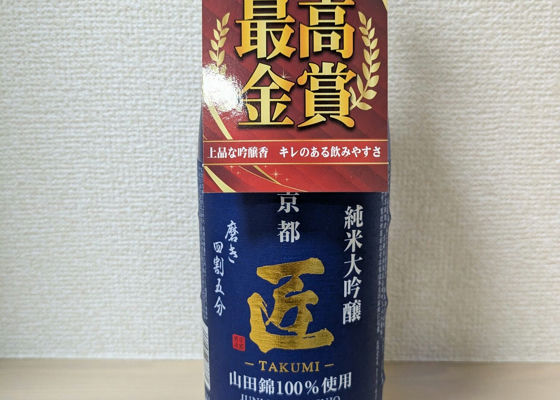 最高
金賞
上品な吟醸香 キレのある飲みやすさ
京都
純米大吟醸
磨き
四割五分
匠
TAKUMI
山田錦100%使用